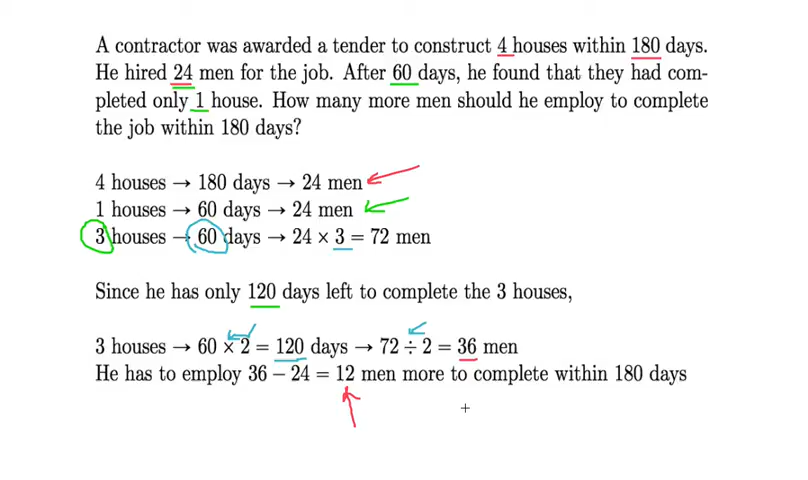 A contractor was awarded a tender to construct 4 houses within 180 days.
He hired 24 men for the job. After 60 days, he found that they had com-
pleted only 1 house. How many more men should he employ to complete
the job within 180 days?
4 houses → 180 days → 24 men
1 houses → 60 days → 24 men
3 houses → 60 days → 24 × 3 = 72 men
Since he has only 120 days left to complete the 3 houses,
3 houses → 60 × 2 = 120 days → 72 ÷ 2 = 36 men
He has to employ 36 − 24 = 12 men more to complete within 180 days